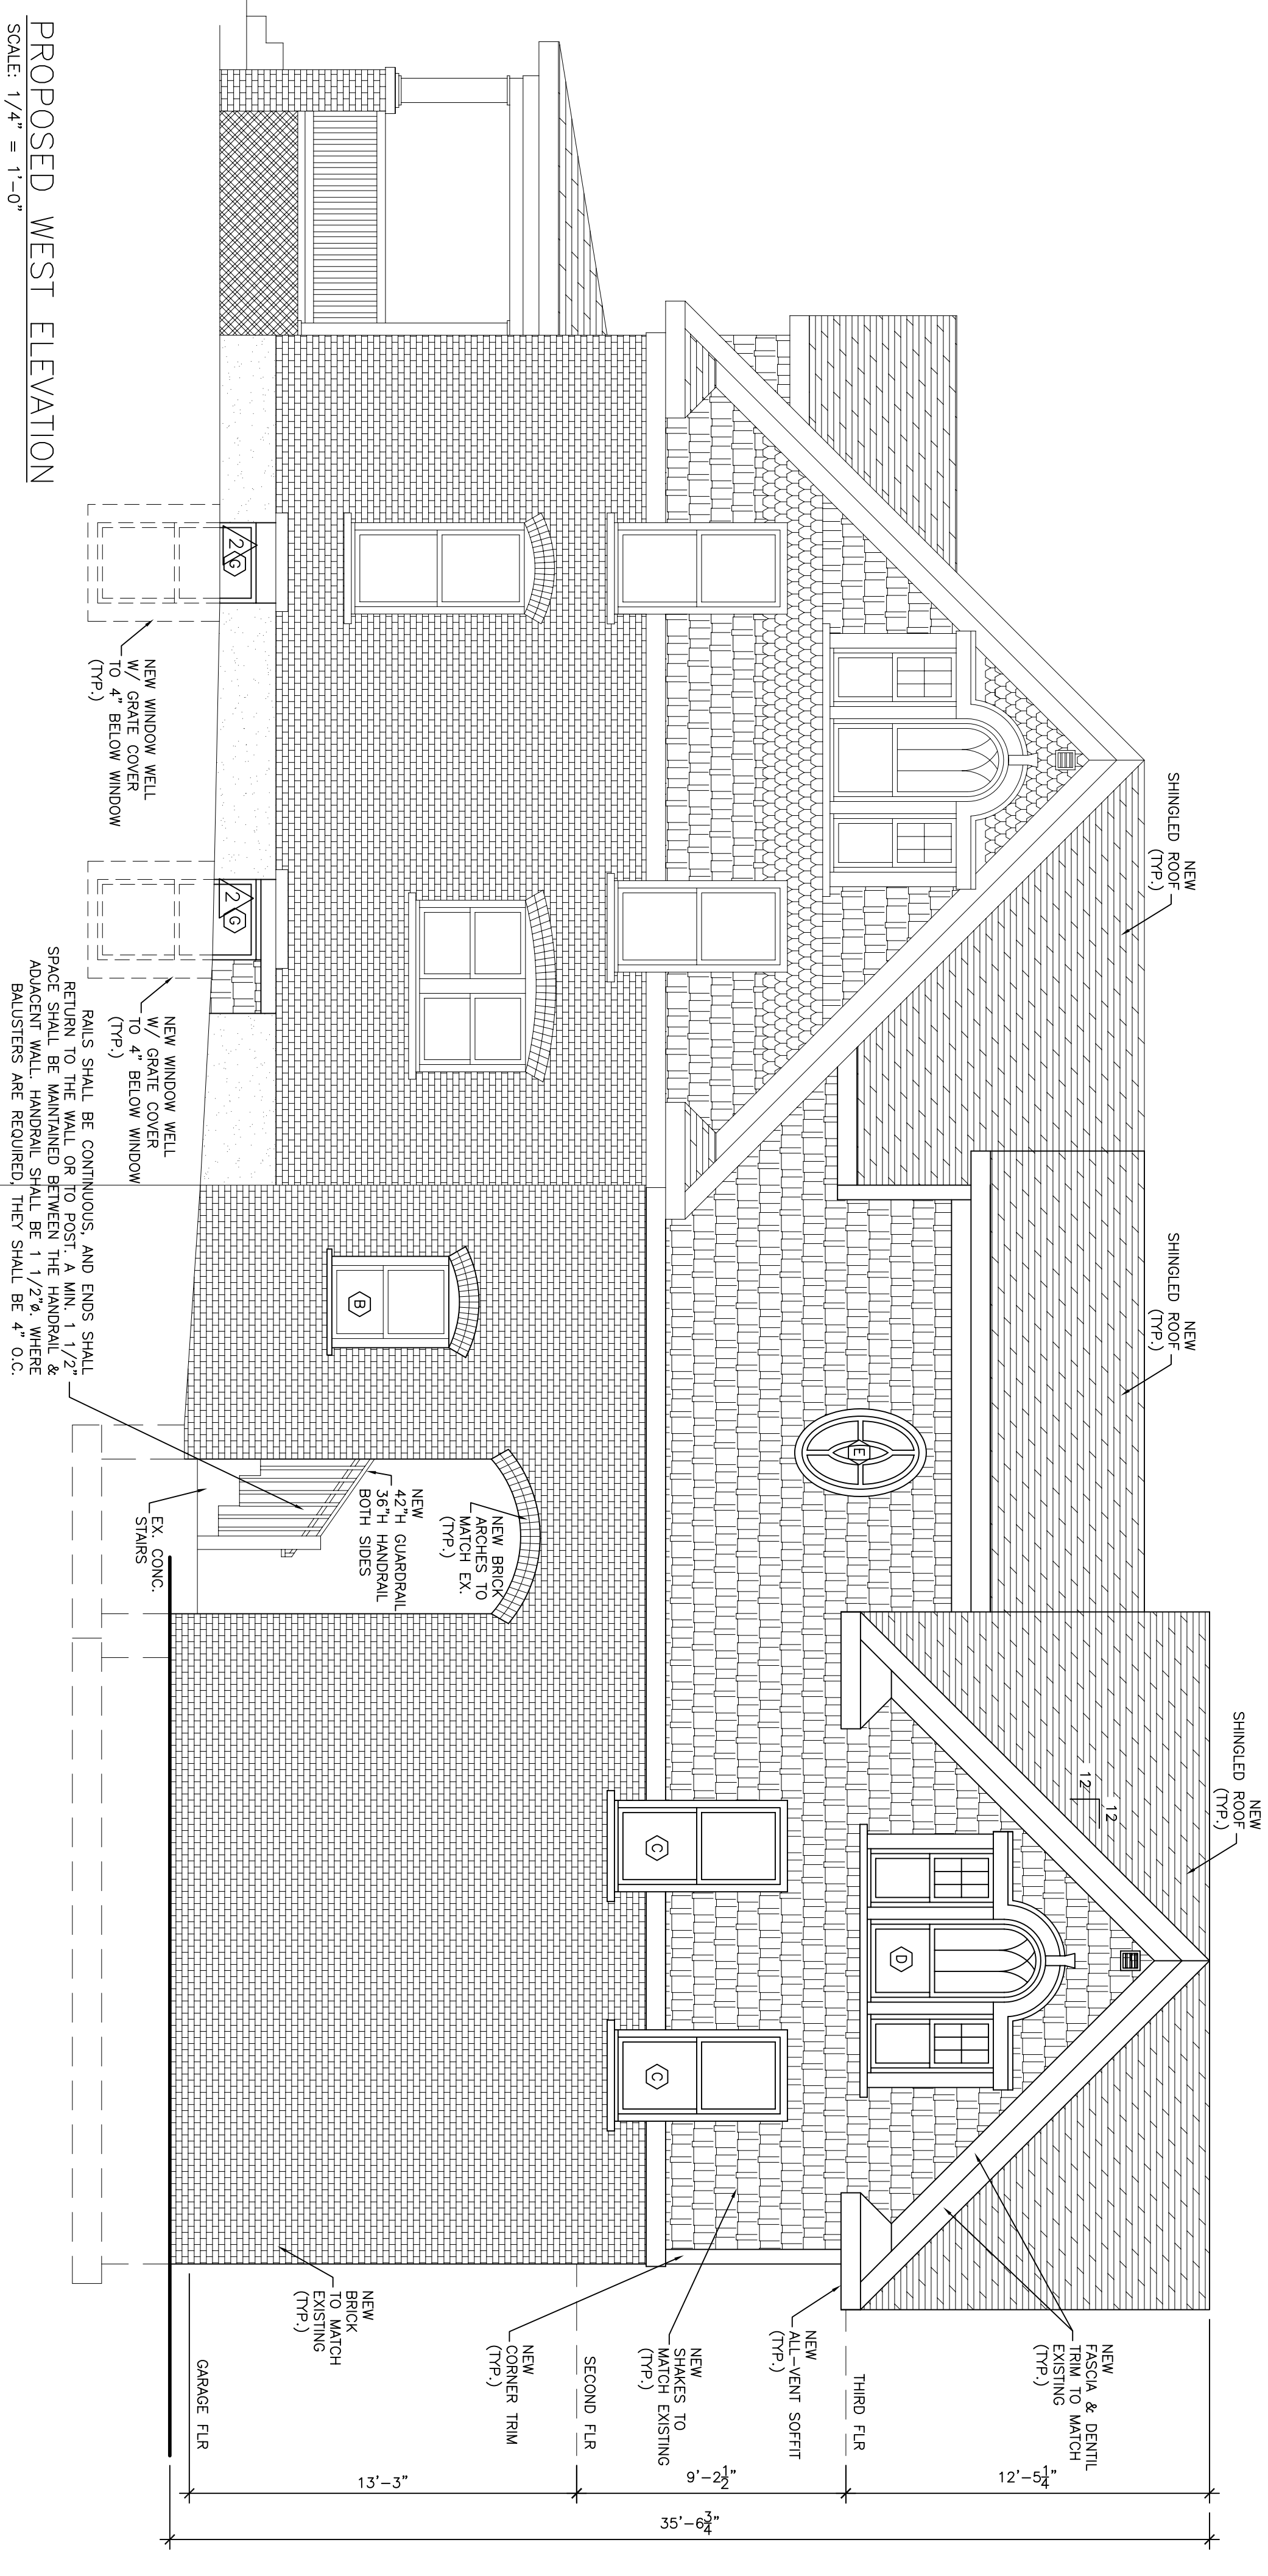 NEW
SHINGLED ROOF
(TYP.)
NEW
SHINGLED ROOF
(TYP.)
NEW
SHINGLED ROOF
(TYP.)
12
12
D
E
C
C
B
2
G
2
G
NEW
FASCIA & DENTIL
TRIM TO MATCH
EXISTING
(TYP.)
THIRD FLR
NEW
ALL-VENT SOFFIT
(TYP.)
NEW
SHAKES TO
MATCH EXISTING
(TYP.)
SECOND FLR
NEW
CORNER TRIM
(TYP.)
NEW
BRICK
TO MATCH
EXISTING
(TYP.)
GARAGE FLR
12'-5 1/4"
9'-2 1/2"
13'-3"
35'-6 3/4"
NEW BRICK
ARCHES TO
MATCH EX.
(TYP.)
NEW
42"H GUARDRAIL
36"H HANDRAIL
BOTH SIDES
EX. CONC.
STAIRS
NEW WINDOW WELL
W/ GRATE COVER
TO 4" BELOW WINDOW
(TYP.)
NEW WINDOW WELL
W/ GRATE COVER
TO 4" BELOW WINDOW
(TYP.)
RAILS SHALL BE CONTINUOUS, AND ENDS SHALL
RETURN TO THE WALL OR TO POST. A MIN. 1 1/2"
SPACE SHALL BE MAINTAINED BETWEEN THE HANDRAIL &
ADJACENT WALL. HANDRAIL SHALL BE 1 1/2"ø. WHERE
BALUSTERS ARE REQUIRED, THEY SHALL BE 4" O.C.
PROPOSED WEST ELEVATION
SCALE: 1/4" = 1'-0"